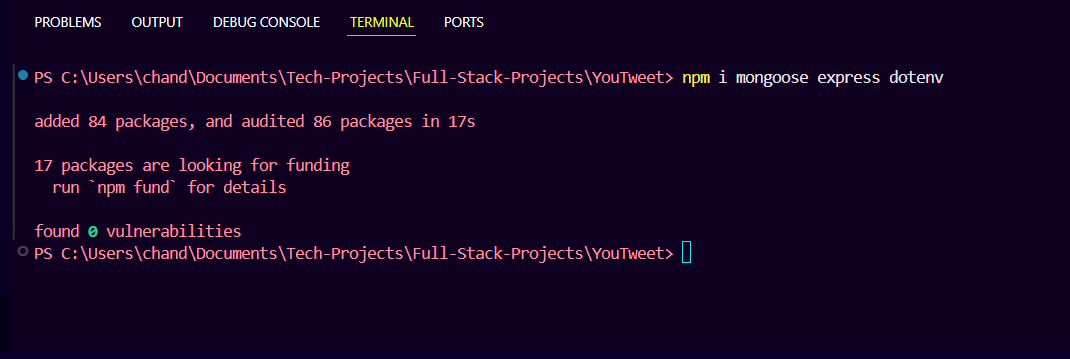 PROBLEMS OUTPUT DEBUG CONSOLE TERMINAL PORTS
PS C:\Users\chand\Documents\Tech-Projects\Full-Stack-Projects\YouTweet> npm i mongoose express dotenv
added 84 packages, and audited 86 packages in 17s
17 packages are looking for funding
  run `npm fund` for details
found 0 vulnerabilities
PS C:\Users\chand\Documents\Tech-Projects\Full-Stack-Projects\YouTweet>